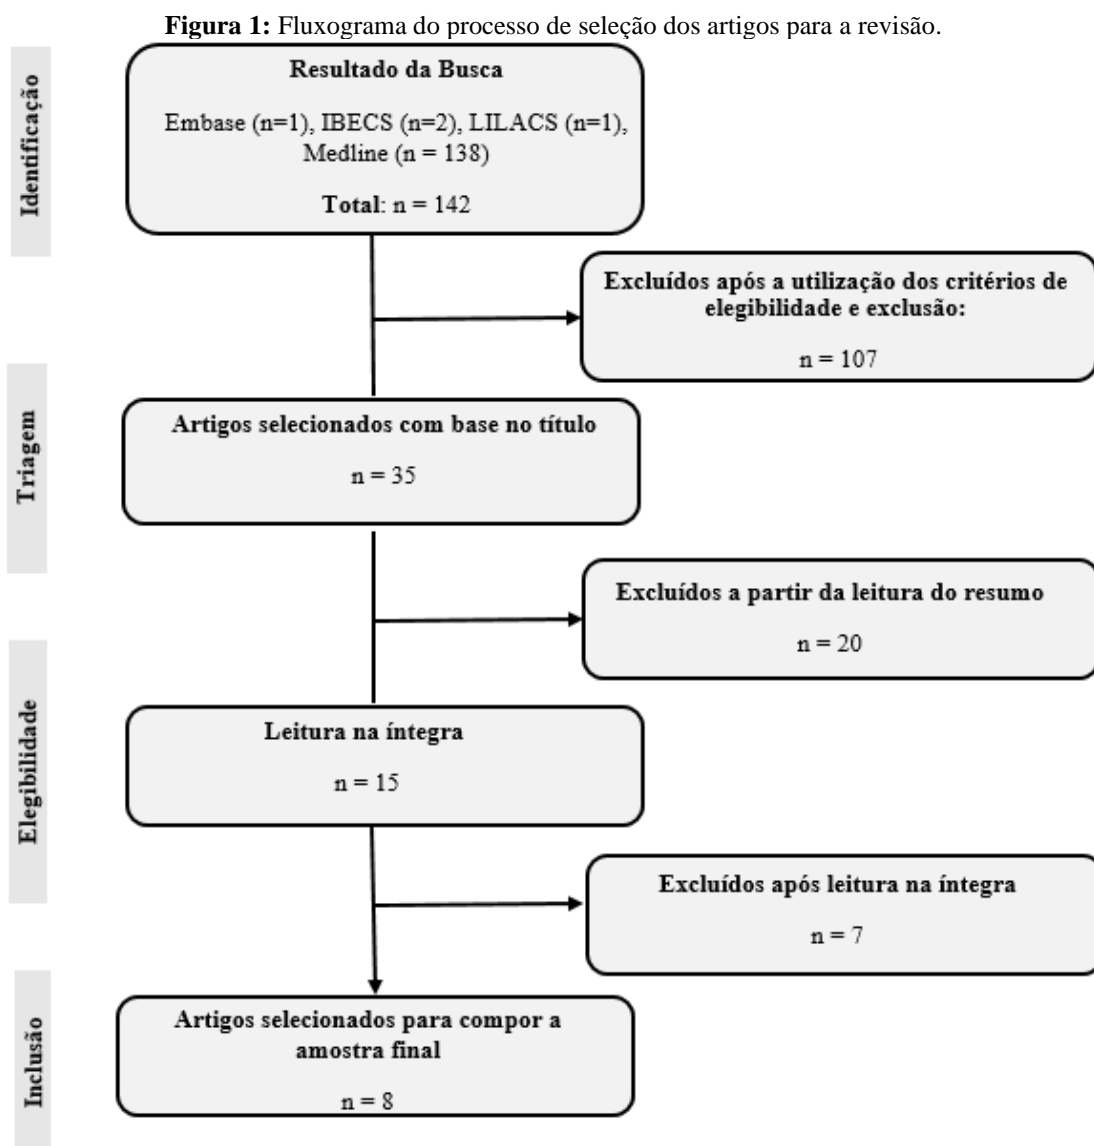 Figura 1: Fluxograma do processo de seleção dos artigos para a revisão.
Identificação
Resultado da Busca
Embase (n=1), IBECS (n=2), LILACS (n=1),
Medline (n = 138)
Total: n = 142
Excluídos após a utilização dos critérios de
elegibilidade e exclusão:
n = 107
Triagem
Artigos selecionados com base no título
n = 35
Excluídos a partir da leitura do resumo
n = 20
Elegibilidade
Leitura na íntegra
n = 15
Excluídos após leitura na íntegra
n = 7
Inclusão
Artigos selecionados para compor a
amostra final
n = 8